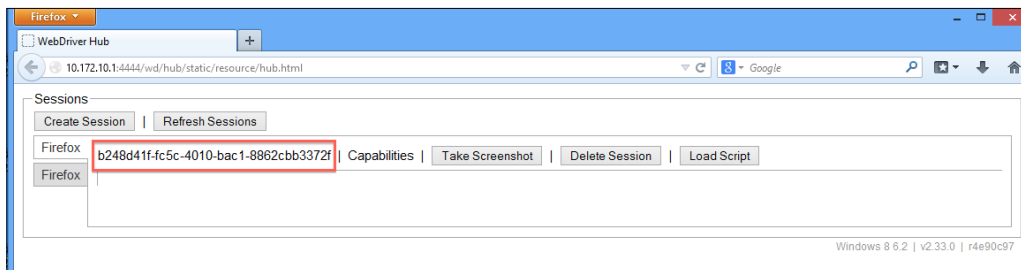 Firefox
WebDriver Hub
10.172.10.1:4444/wd/hub/static/resource/hub.html
Google
Sessions
Create Session | Refresh Sessions
Firefox
b248d41f-fc5c-4010-bac1-8862cbb3372f | Capabilities | Take Screenshot | Delete Session | Load Script
Firefox
Windows 8 6.2 | v2.33.0 | r4e90c97